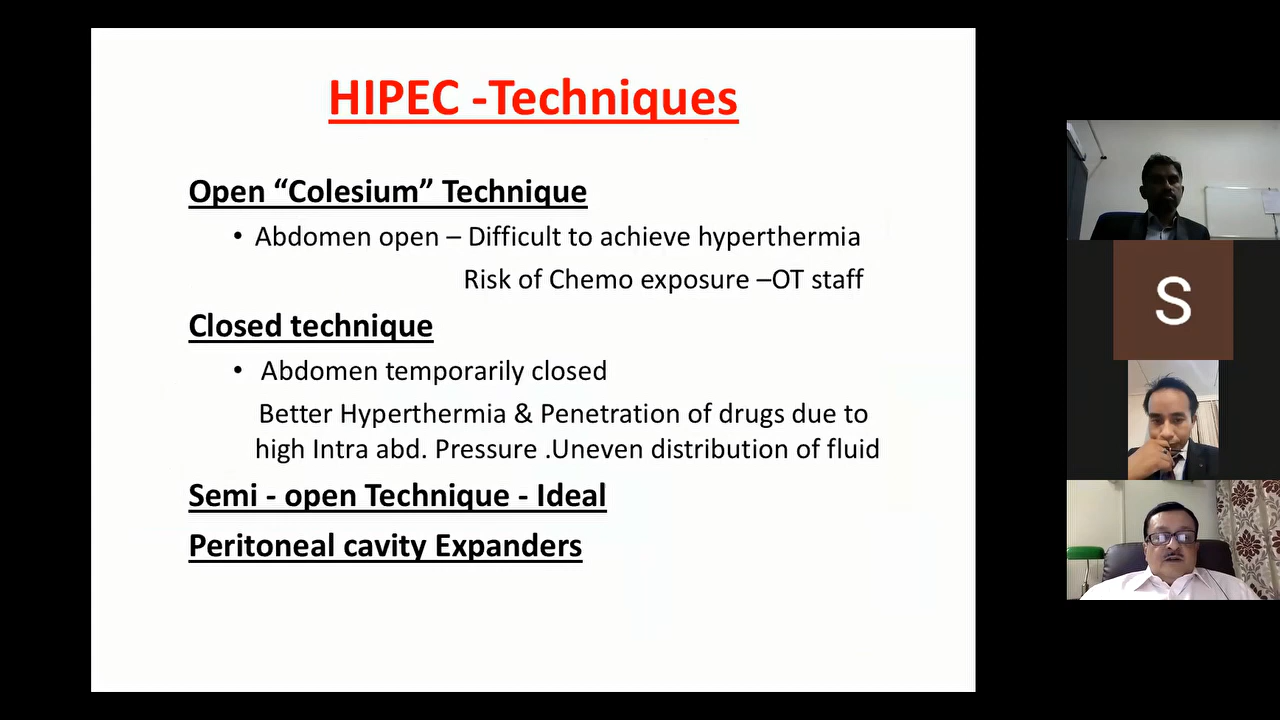 HIPEC -Techniques
Open “Colesium” Technique
• Abdomen open – Difficult to achieve hyperthermia
Risk of Chemo exposure –OT staff
Closed technique
• Abdomen temporarily closed
Better Hyperthermia & Penetration of drugs due to
high Intra abd. Pressure .Uneven distribution of fluid
Semi - open Technique - Ideal
Peritoneal cavity Expanders
S